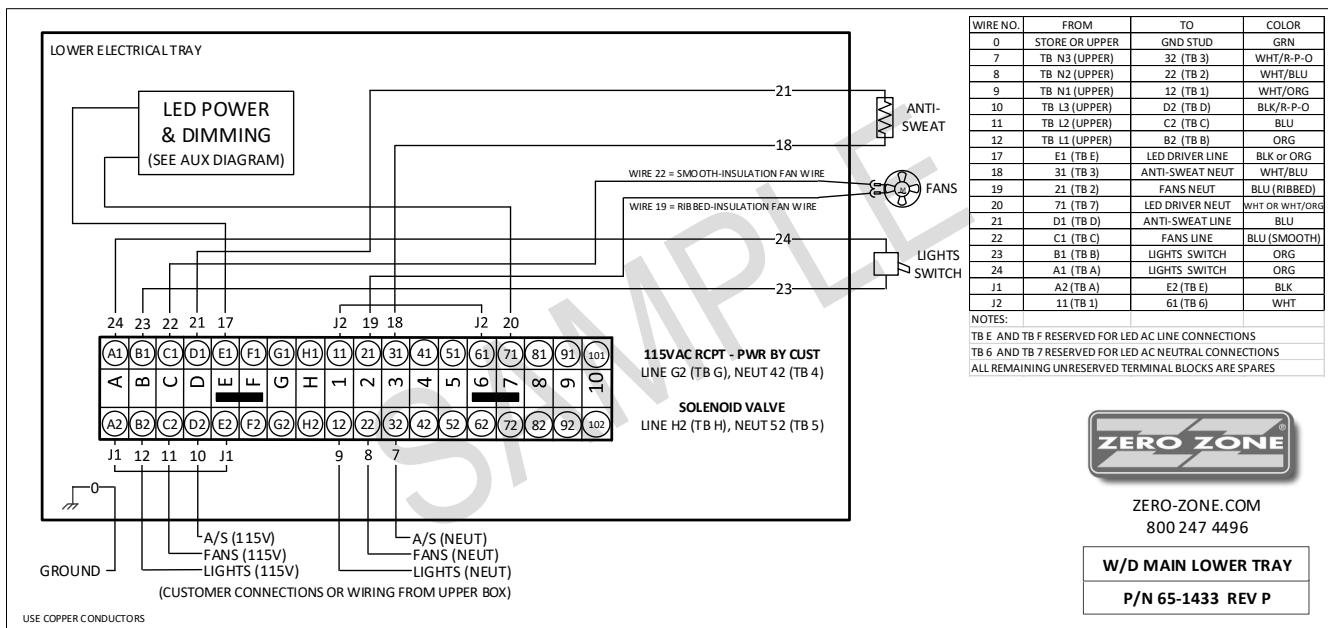 LOWER ELECTRICAL TRAY
LED POWER
& DIMMING
(SEE AUX DIAGRAM)
21
ANTI-
SWEAT
18
WIRE 22 = SMOOTH-INSULATION FAN WIRE
M
FANS
WIRE 19 = RIBBED-INSULATION FAN WIRE
24
LIGHTS
SWITCH
23
24 23 22 21 17 J2 19 18 J2 20
A1 B1 C1 D1 E1 F1 G1 H1 11 21 31 41 51 61 71 81 91 101
A B C D E F G H 1 2 3 4 5 6 7 8 9 10
A2 B2 C2 D2 E2 F2 G2 H2 12 22 32 42 52 62 72 82 92 102
J1 12 11 10 J1 9 8 7
115VAC RCPT - PWR BY CUST
LINE G2 (TB G), NEUT 42 (TB 4)
SOLENOID VALVE
LINE H2 (TB H), NEUT 52 (TB 5)
0
GROUND
A/S (115V)
FANS (115V)
LIGHTS (115V)
A/S (NEUT)
FANS (NEUT)
LIGHTS (NEUT)
(CUSTOMER CONNECTIONS OR WIRING FROM UPPER BOX)
USE COPPER CONDUCTORS
SAMPLE
WIRE NO. FROM TO COLOR
0 STORE OR UPPER GND STUD GRN
7 TB N3 (UPPER) 32 (TB 3) WHT/R-P-O
8 TB N2 (UPPER) 22 (TB 2) WHT/BLU
9 TB N1 (UPPER) 12 (TB 1) WHT/ORG
10 TB L3 (UPPER) D2 (TB D) BLK/R-P-O
11 TB L2 (UPPER) C2 (TB C) BLU
12 TB L1 (UPPER) B2 (TB B) ORG
17 E1 (TB E) LED DRIVER LINE BLK or ORG
18 31 (TB 3) ANTI-SWEAT NEUT WHT/BLU
19 21 (TB 2) FANS NEUT BLU (RIBBED)
20 71 (TB 7) LED DRIVER NEUT WHT OR WHT/ORG
21 D1 (TB D) ANTI-SWEAT LINE BLU
22 C1 (TB C) FANS LINE BLU (SMOOTH)
23 B1 (TB B) LIGHTS SWITCH ORG
24 A1 (TB A) LIGHTS SWITCH ORG
J1 A2 (TB A) E2 (TB E) BLK
J2 11 (TB 1) 61 (TB 6) WHT
NOTES:
TB E AND TB F RESERVED FOR LED AC LINE CONNECTIONS
TB 6 AND TB 7 RESERVED FOR LED AC NEUTRAL CONNECTIONS
ALL REMAINING UNRESERVED TERMINAL BLOCKS ARE SPARES
ZERO ZONE®
ZERO-ZONE.COM
800 247 4496
W/D MAIN LOWER TRAY
P/N 65-1433 REV P